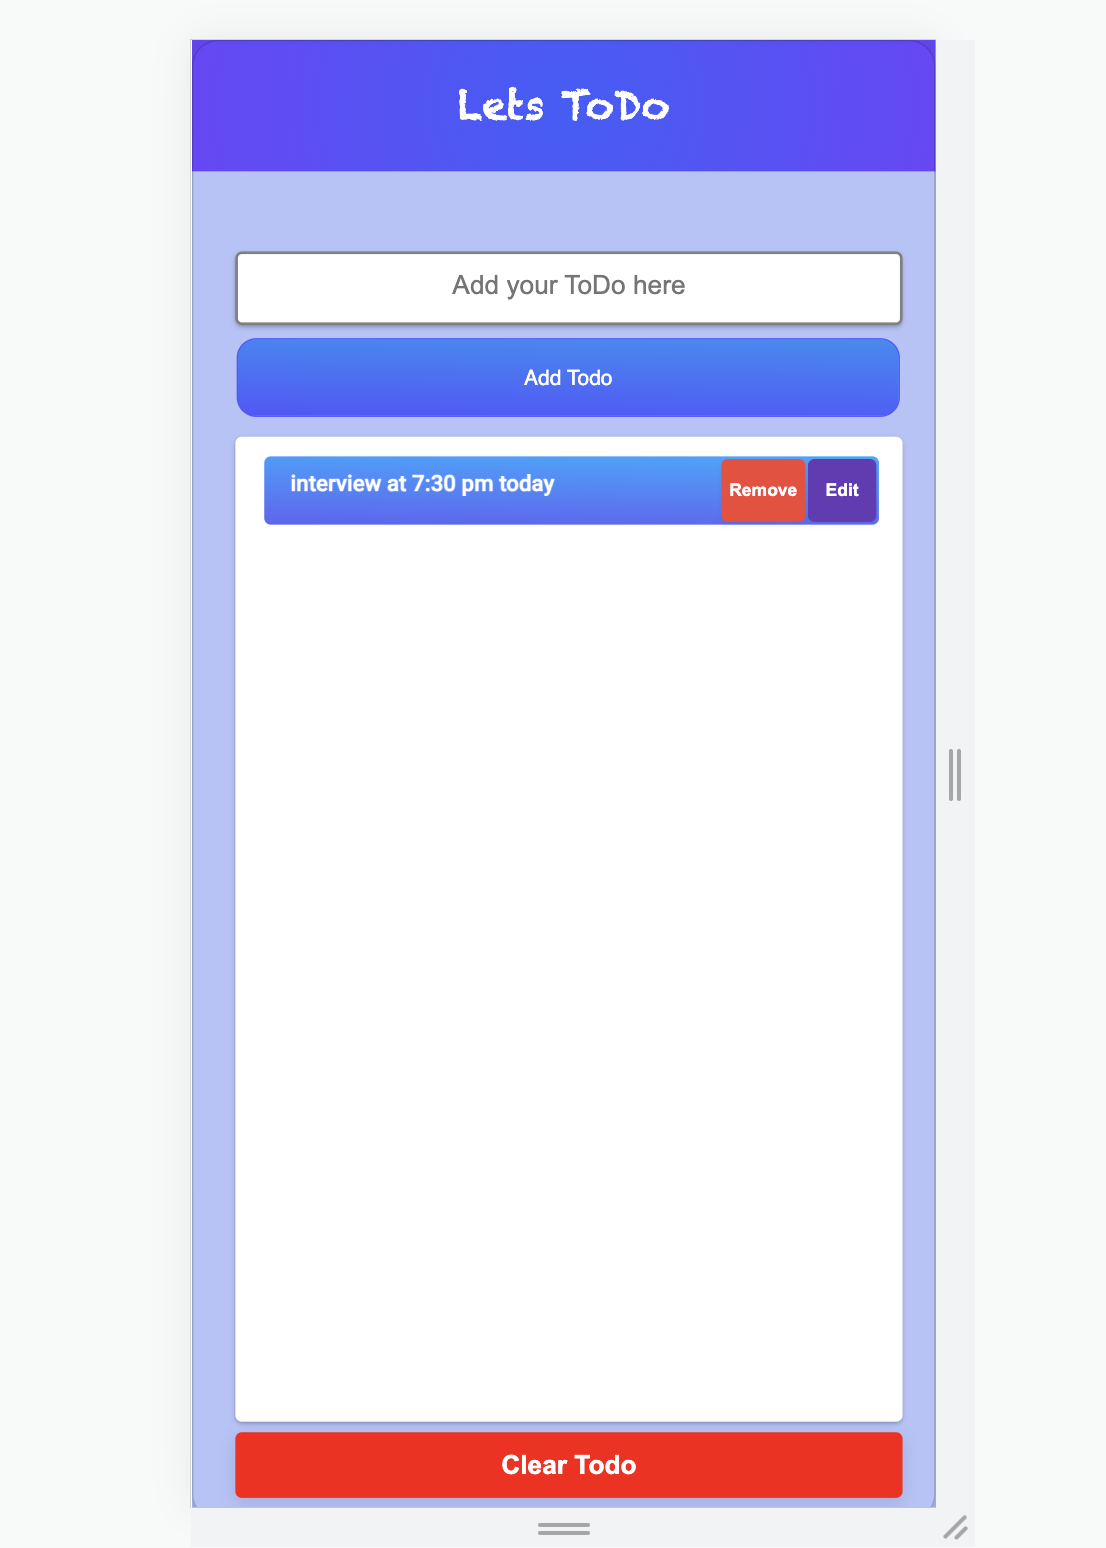 Lets ToDo
Add your ToDo here
Add Todo
interview at 7:30 pm today Remove Edit
Clear Todo